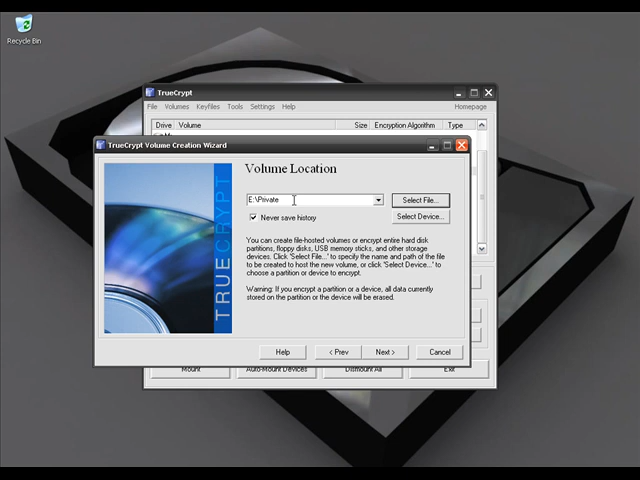 Recycle Bin
TrueCrypt
File Volumes Keyfiles Tools Settings Help Homepage
Drive Volume Size Encryption Algorithm Type
TrueCrypt Volume Creation Wizard
TRUECRYPT
Volume Location
E:\Private
Select File...
Never save history
Select Device...
You can create file-hosted volumes or encrypt entire hard disk
partitions, floppy disks, USB memory sticks, and other storage
devices. Click 'Select File...' to specify the name and path of the file
to be created to host the new volume, or click 'Select Device...' to
choose a partition or device to encrypt.
Warning: If you encrypt a partition or a device, all data currently
stored on the partition or the device will be erased.
Help < Prev Next > Cancel
Mount Auto-Mount Devices Dismount All Exit